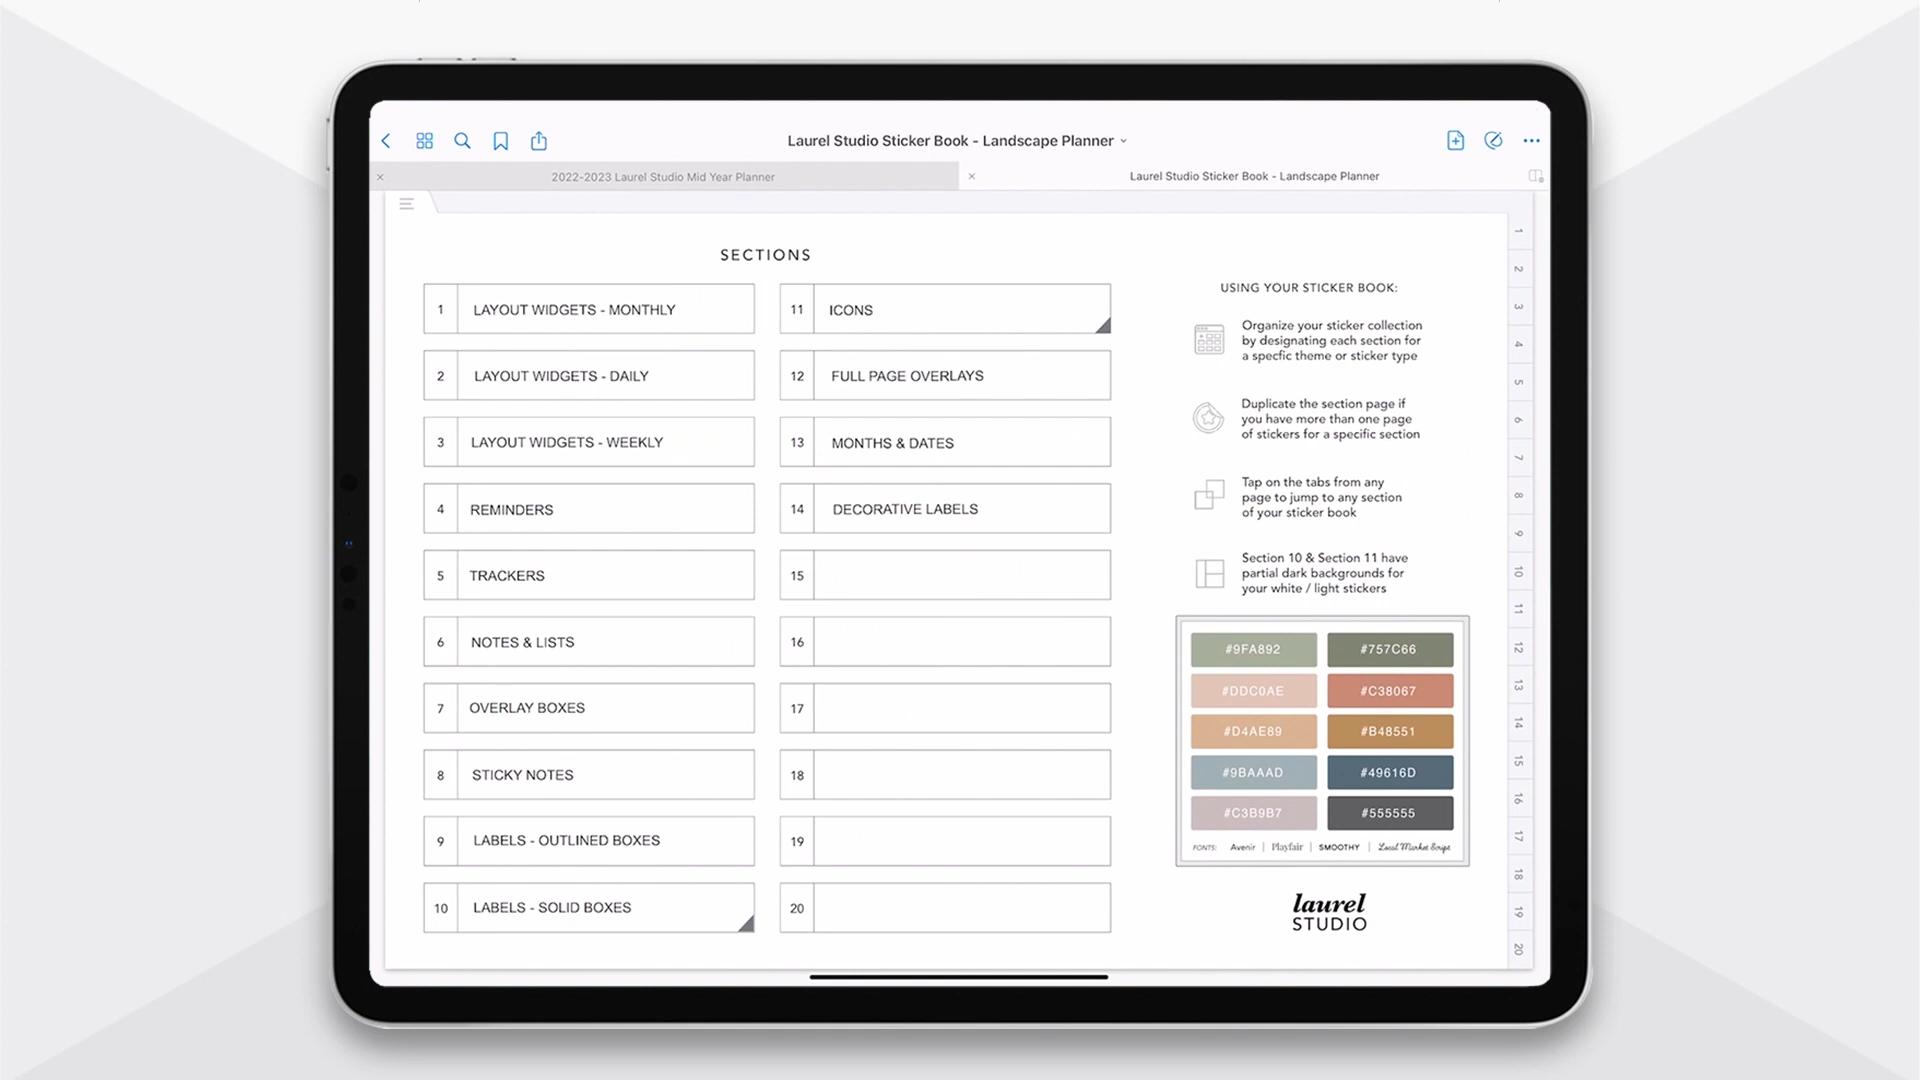 Laurel Studio Sticker Book - Landscape Planner
2022-2023 Laurel Studio Mid Year Planner
Laurel Studio Sticker Book - Landscape Planner
SECTIONS
1 LAYOUT WIDGETS - MONTHLY
2 LAYOUT WIDGETS - DAILY
3 LAYOUT WIDGETS - WEEKLY
4 REMINDERS
5 TRACKERS
6 NOTES & LISTS
7 OVERLAY BOXES
8 STICKY NOTES
9 LABELS - OUTLINED BOXES
10 LABELS - SOLID BOXES
11 ICONS
12 FULL PAGE OVERLAYS
13 MONTHS & DATES
14 DECORATIVE LABELS
15
16
17
18
19
20
USING YOUR STICKER BOOK:
Organize your sticker collection
by designating each section for
a specfic theme or sticker type
Duplicate the section page if
you have more than one page
of stickers for a specific section
Tap on the tabs from any
page to jump to any section
of your sticker book
Section 10 & Section 11 have
partial dark backgrounds for
your white / light stickers
#9FA892 #757C66
#DDC0AE #C38067
#D4AE89 #B48551
#9BAAAD #49616D
#C3B9B7 #555555
FONTS: Avenir | Playfair | SMOOTHY | Local Market Script
laurel
STUDIO
1
2
3
4
5
6
7
8
9
10
11
12
13
14
15
16
17
18
19
20